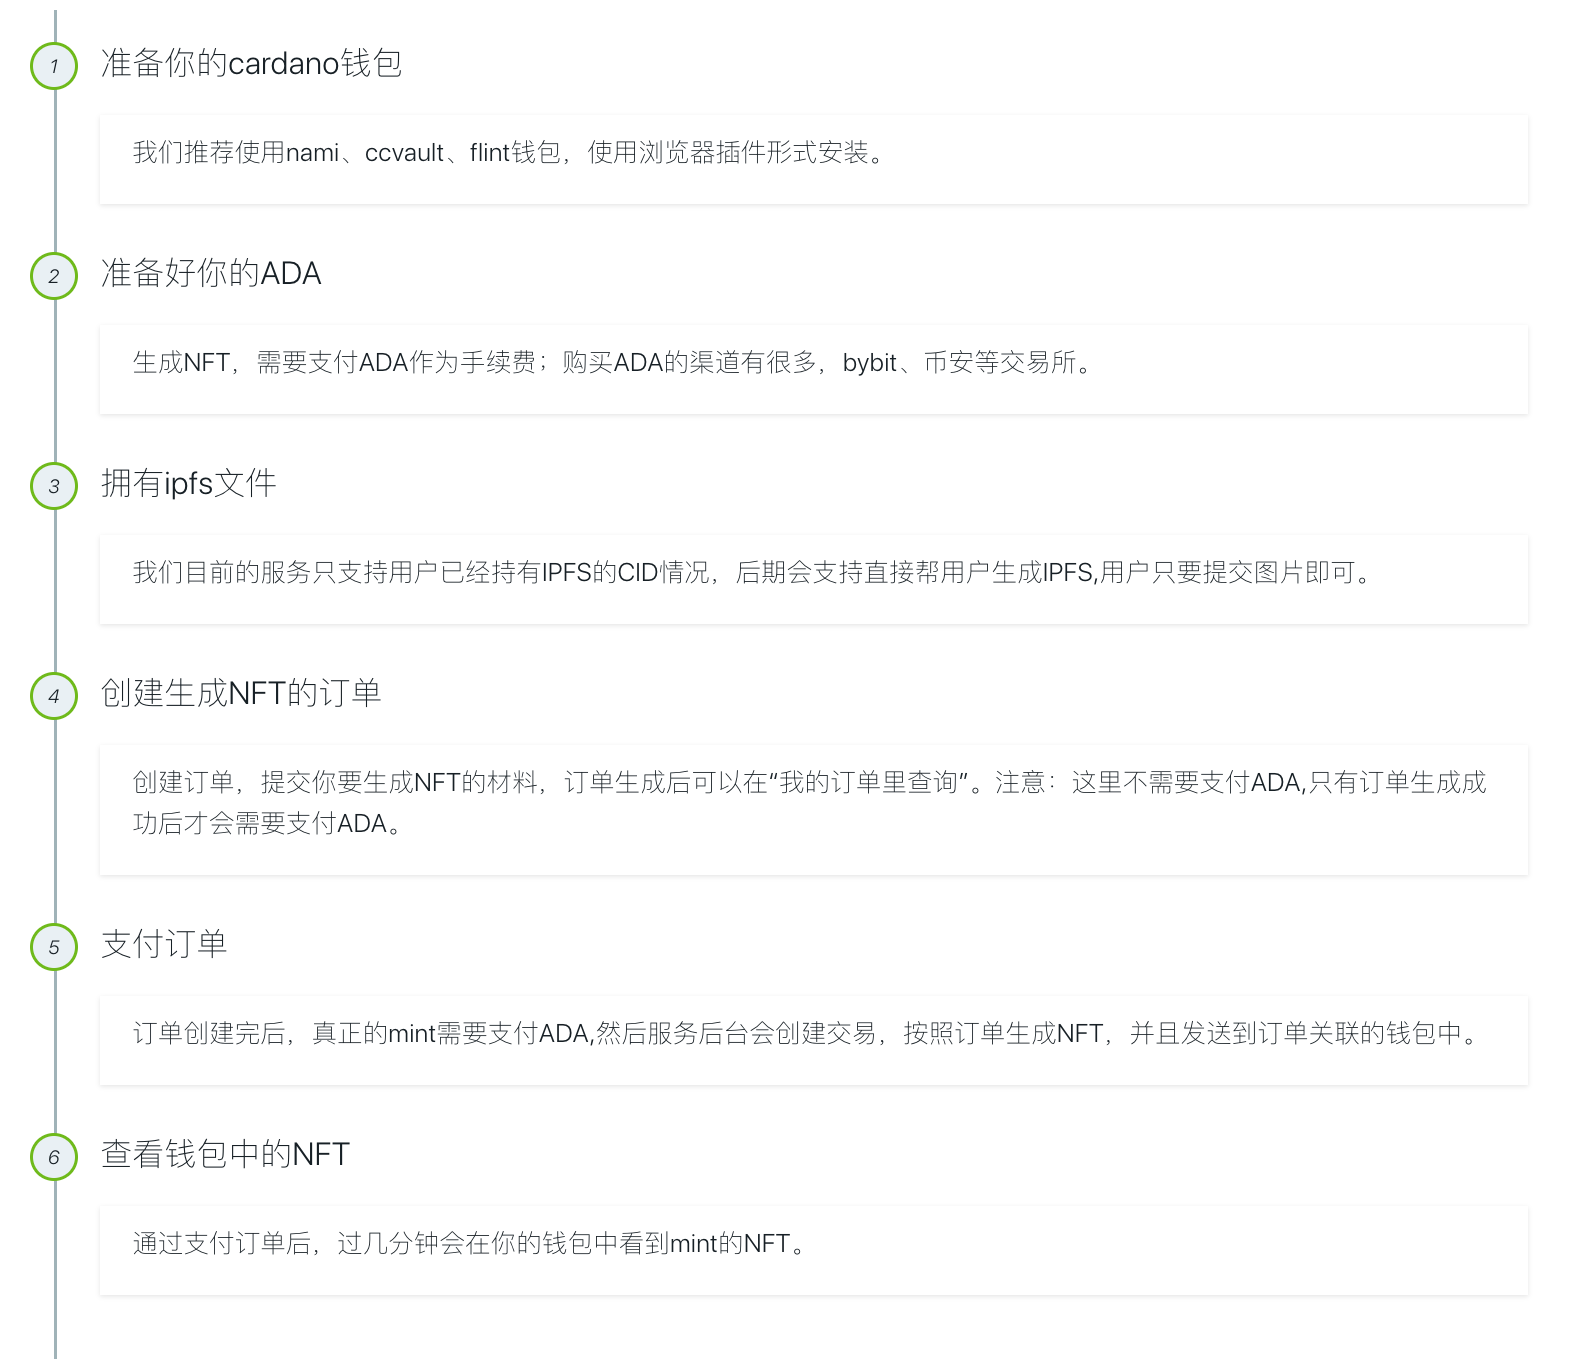 1
准备你的cardano钱包
我们推荐使用nami、ccvault、flint钱包，使用浏览器插件形式安装。
2
准备好你的ADA
生成NFT，需要支付ADA作为手续费；购买ADA的渠道有很多，bybit、币安等交易所。
3
拥有ipfs文件
我们目前的服务只支持用户已经持有IPFS的CID情况，后期会支持直接帮用户生成IPFS,用户只要提交图片即可。
4
创建生成NFT的订单
创建订单，提交你要生成NFT的材料，订单生成后可以在“我的订单里查询”。注意：这里不需要支付ADA,只有订单生成成
功后才会需要支付ADA。
5
支付订单
订单创建完后，真正的mint需要支付ADA,然后服务后台会创建交易，按照订单生成NFT，并且发送到订单关联的钱包中。
6
查看钱包中的NFT
通过支付订单后，过几分钟会在你的钱包中看到mint的NFT。